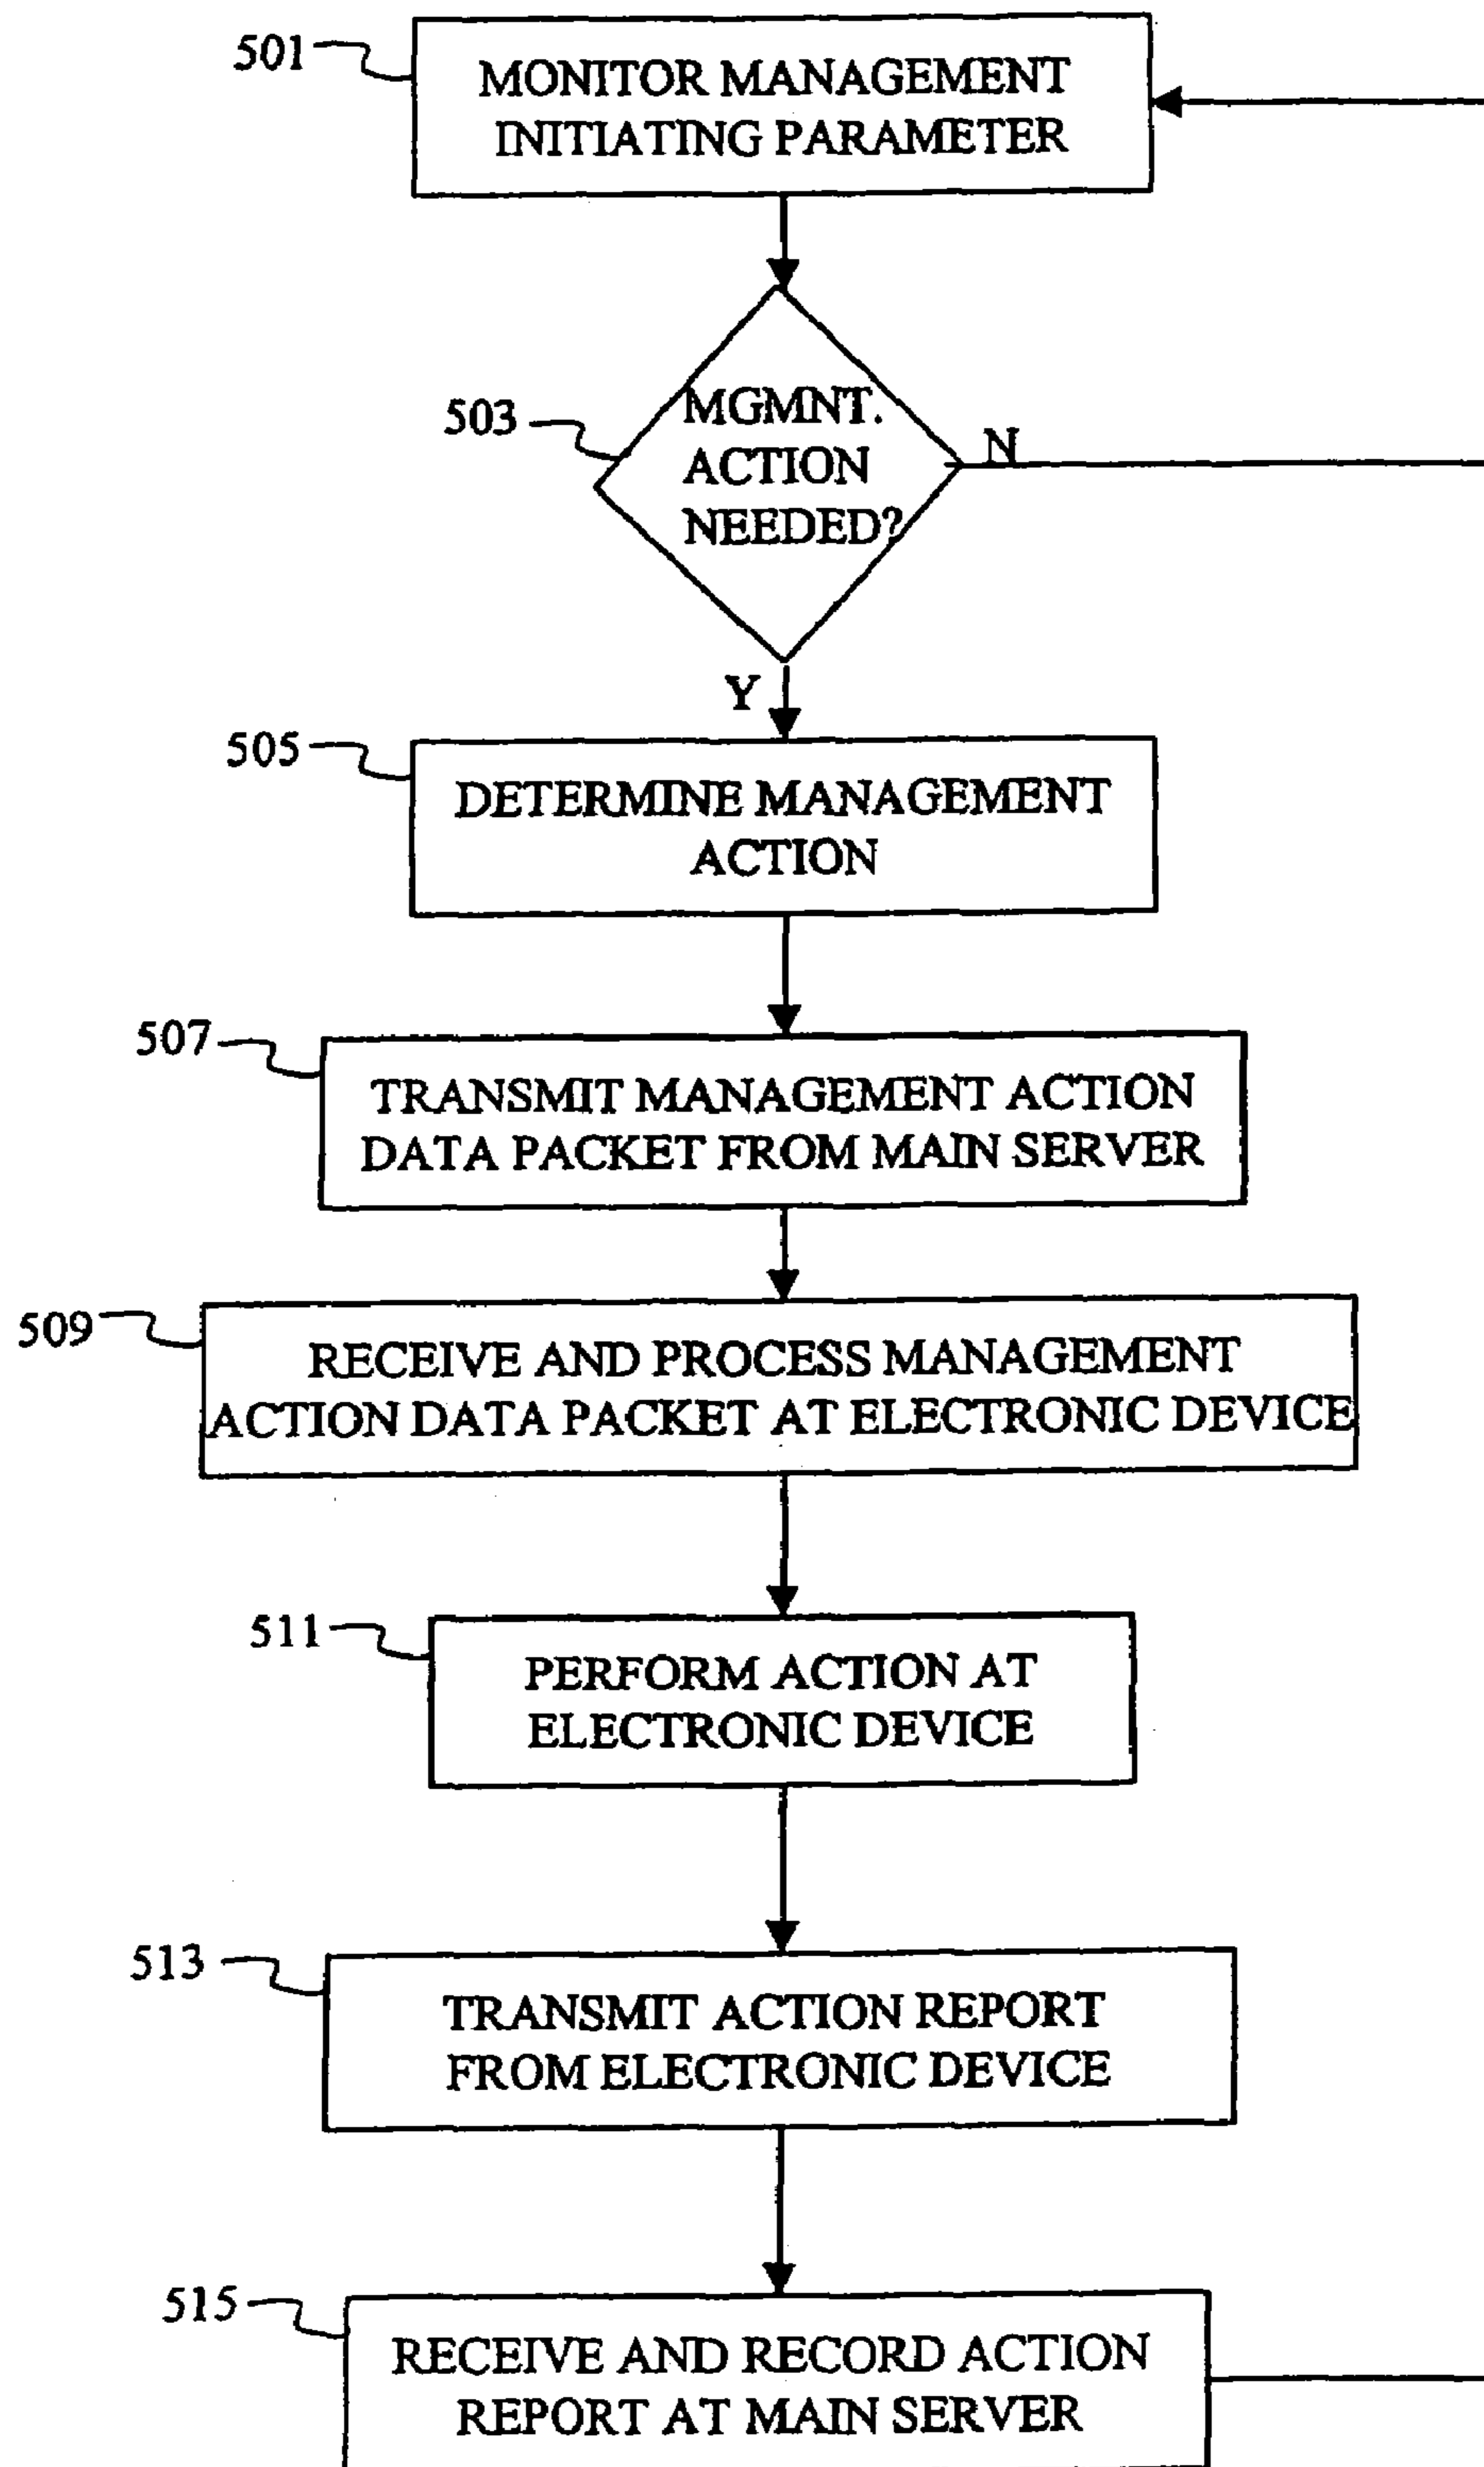 501
MONITOR MANAGEMENT
INITIATING PARAMETER
503
MGMNT.
ACTION
NEEDED?
N
Y
505
DETERMINE MANAGEMENT
ACTION
507
TRANSMIT MANAGEMENT ACTION
DATA PACKET FROM MAIN SERVER
509
RECEIVE AND PROCESS MANAGEMENT
ACTION DATA PACKET AT ELECTRONIC DEVICE
511
PERFORM ACTION AT
ELECTRONIC DEVICE
513
TRANSMIT ACTION REPORT
FROM ELECTRONIC DEVICE
515
RECEIVE AND RECORD ACTION
REPORT AT MAIN SERVER